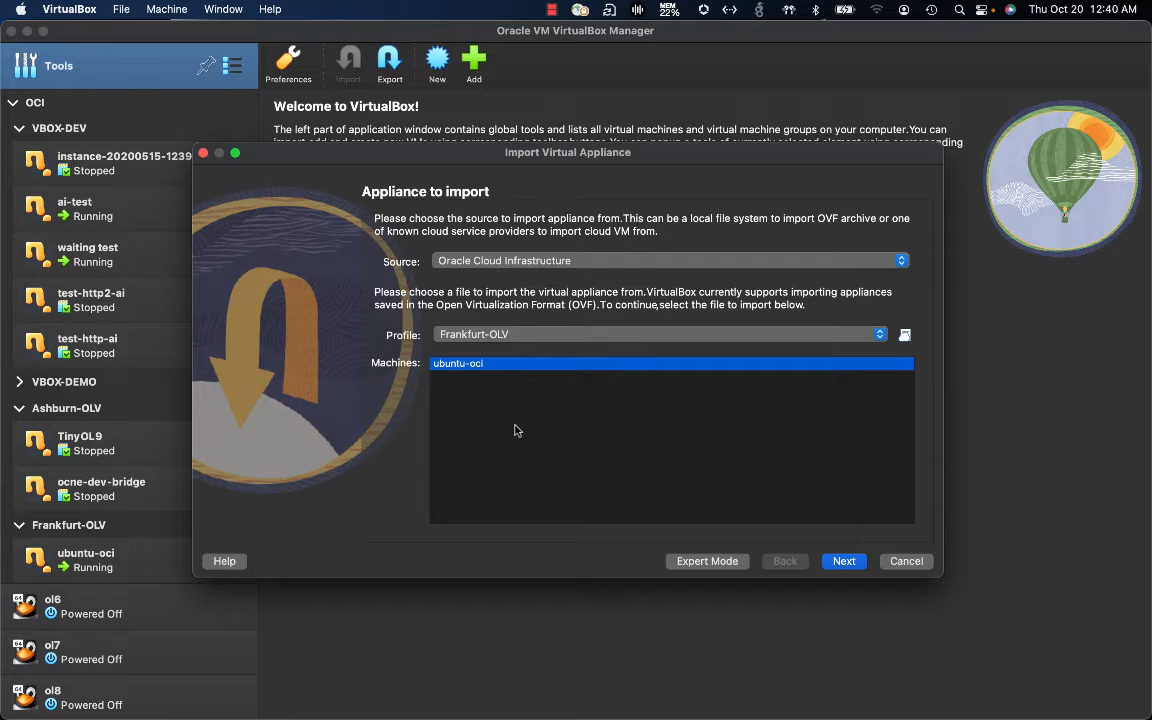 VirtualBox File Machine Window Help
MEM 22%
Thu Oct 20 12:40 AM
Oracle VM VirtualBox Manager
Tools
Preferences Import Export New Add
OCI
VBOX-DEV
instance-20200515-1239
Stopped
ai-test
Running
waiting test
Running
test-http2-ai
Stopped
test-http-ai
Stopped
VBOX-DEMO
Ashburn-OLV
TinyOL9
Stopped
ocne-dev-bridge
Stopped
Frankfurt-OLV
ubuntu-oci
Running
64 ol6
Powered Off
64 ol7
Powered Off
64 ol8
Powered Off
Welcome to VirtualBox!
The left part of application window contains global tools and lists all virtual machines and virtual machine groups on your computer.You can
Import Virtual Appliance
Appliance to import
Please choose the source to import appliance from.This can be a local file system to import OVF archive or one
of known cloud service providers to import cloud VM from.
Source: Oracle Cloud Infrastructure
Please choose a file to import the virtual appliance from.VirtualBox currently supports importing appliances
saved in the Open Virtualization Format (OVF).To continue,select the file to import below.
Profile: Frankfurt-OLV
Machines: ubuntu-oci
Help Expert Mode Back Next Cancel